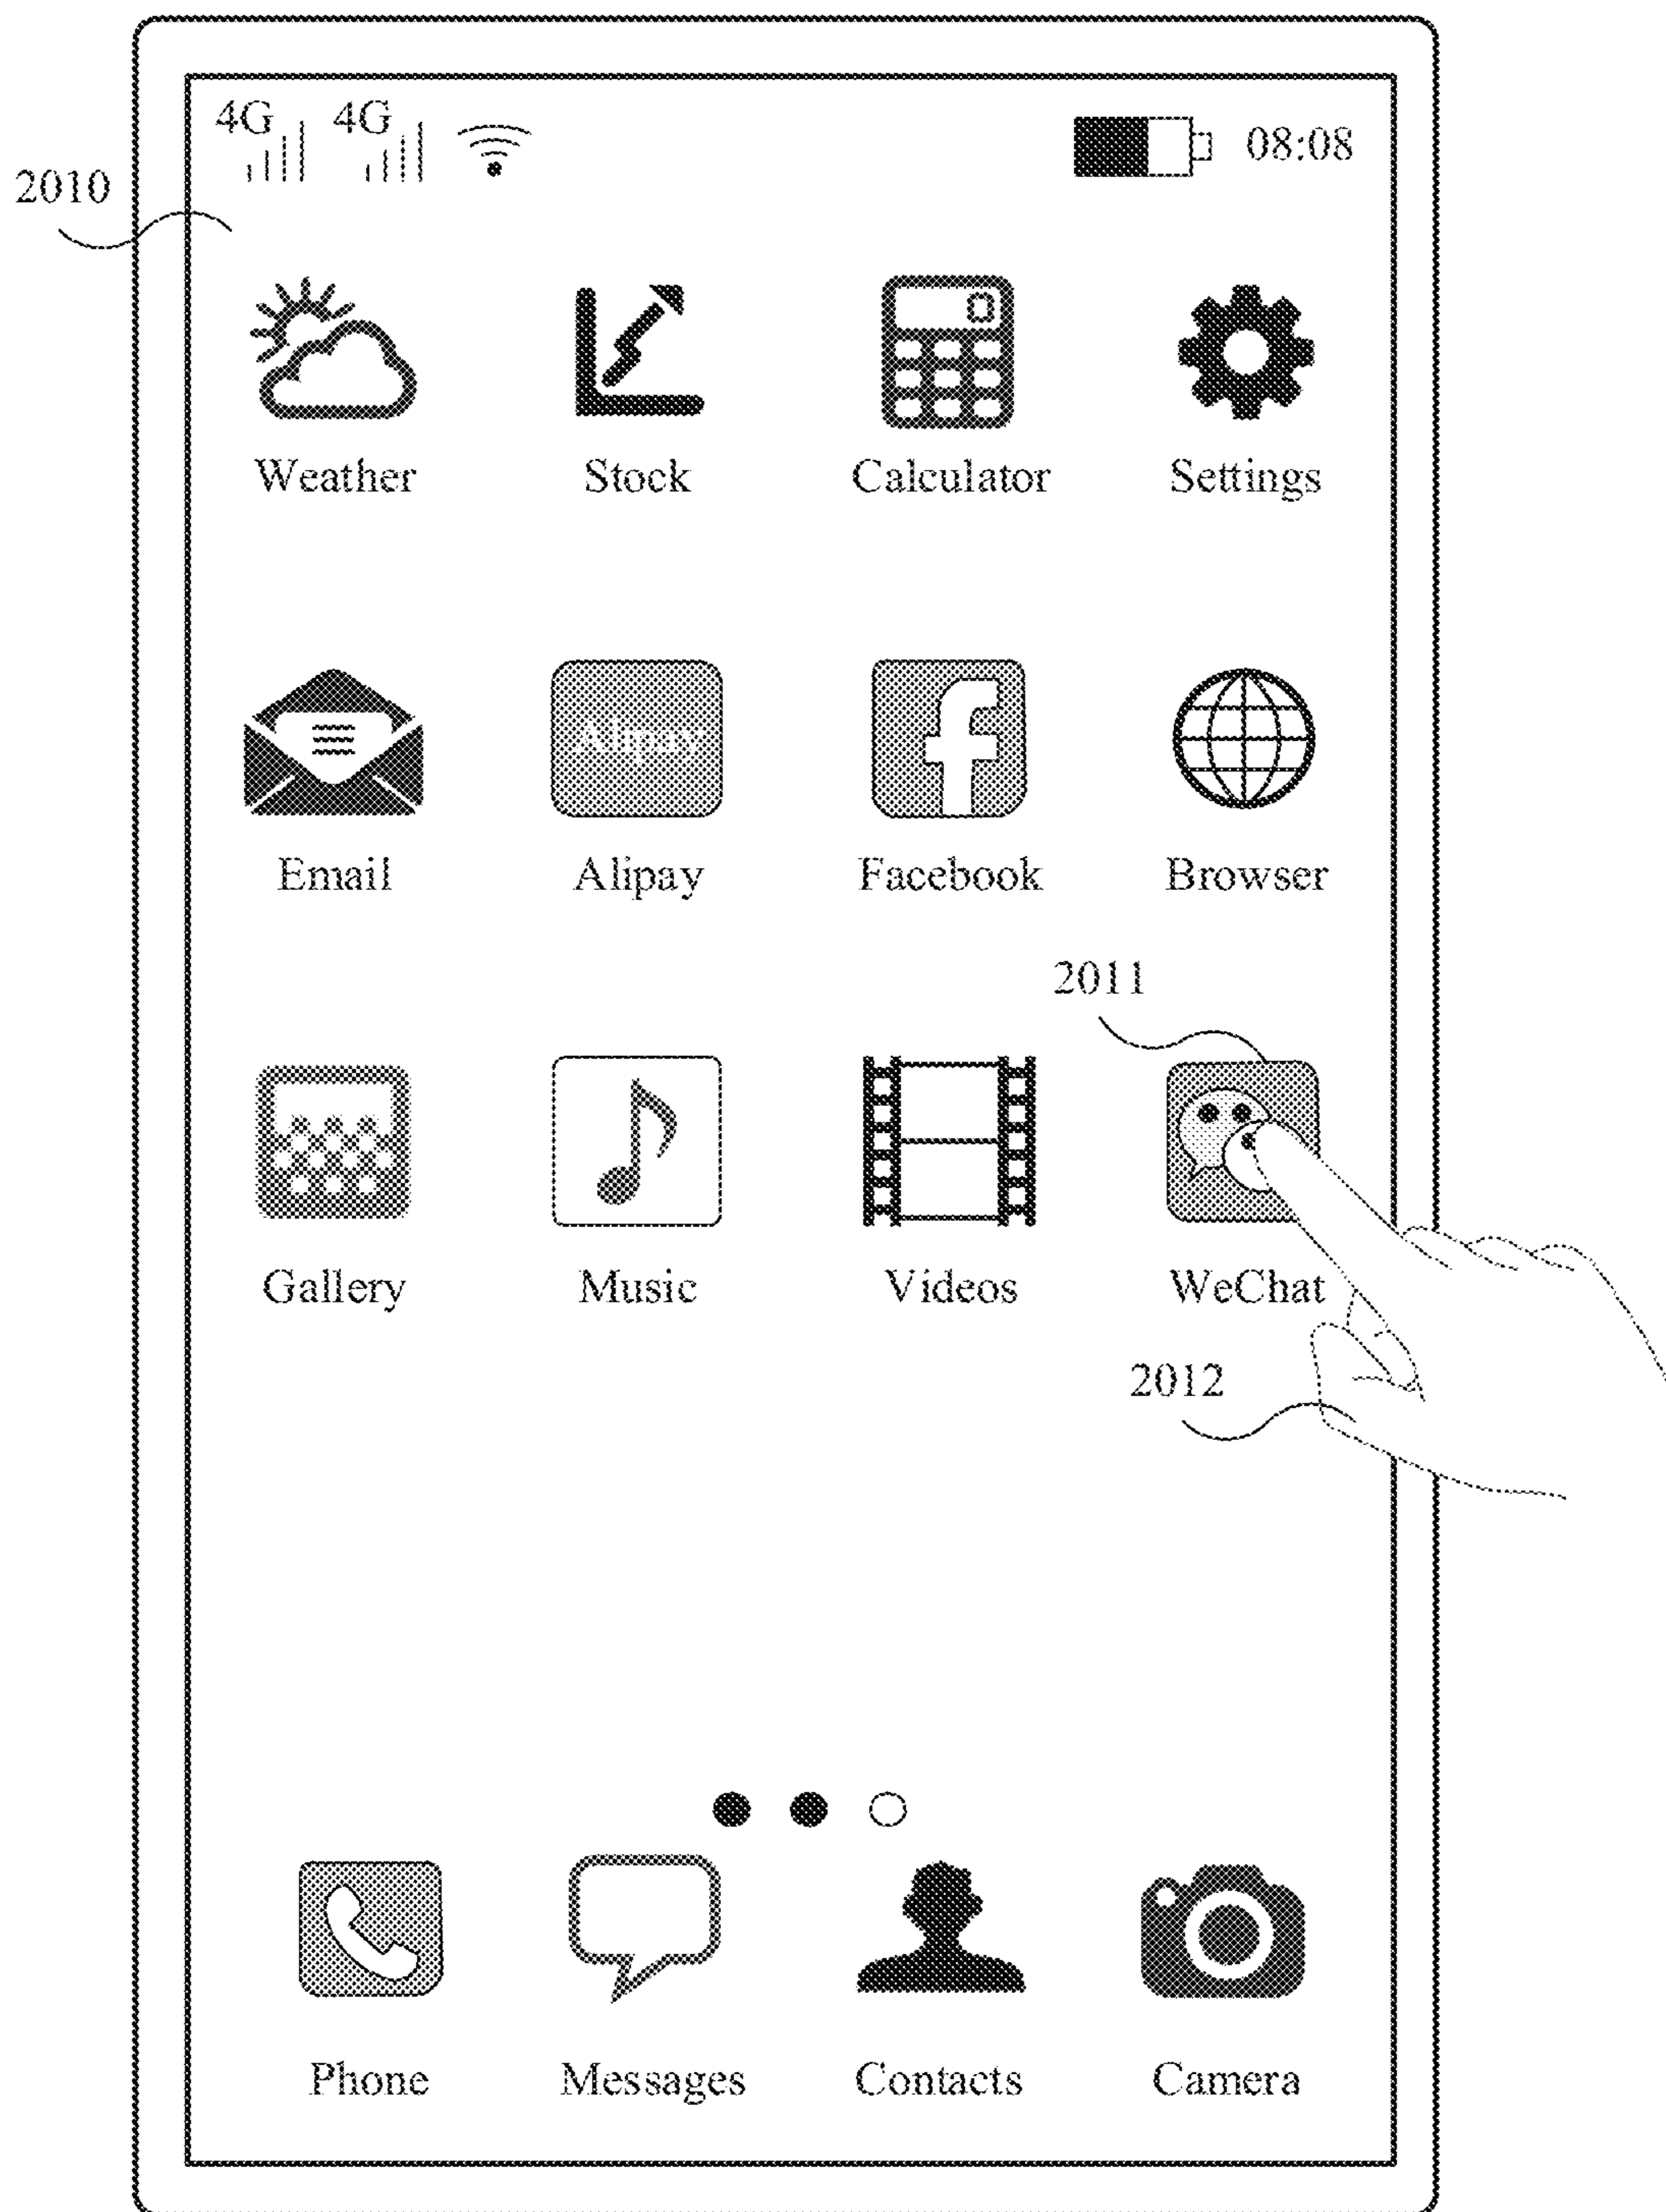 4G 4G 08:08
2010
Weather Stock Calculator Settings
Alipay
Email Alipay Facebook Browser
2011
Gallery Music Videos WeChat
2012
Phone Messages Contacts Camera